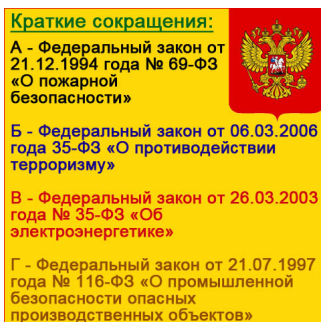 Краткие сокращения:
А - Федеральный закон от
21.12.1994 года № 69-ФЗ
«О пожарной
безопасности»
Б - Федеральный закон от 06.03.2006
года 35-ФЗ «О противодействии
терроризму»
В - Федеральный закон от 26.03.2003
года № 35-ФЗ «Об
электроэнергетике»
Г - Федеральный закон от 21.07.1997
года № 116-ФЗ «О промышленной
безопасности опасных
производственных объектов»